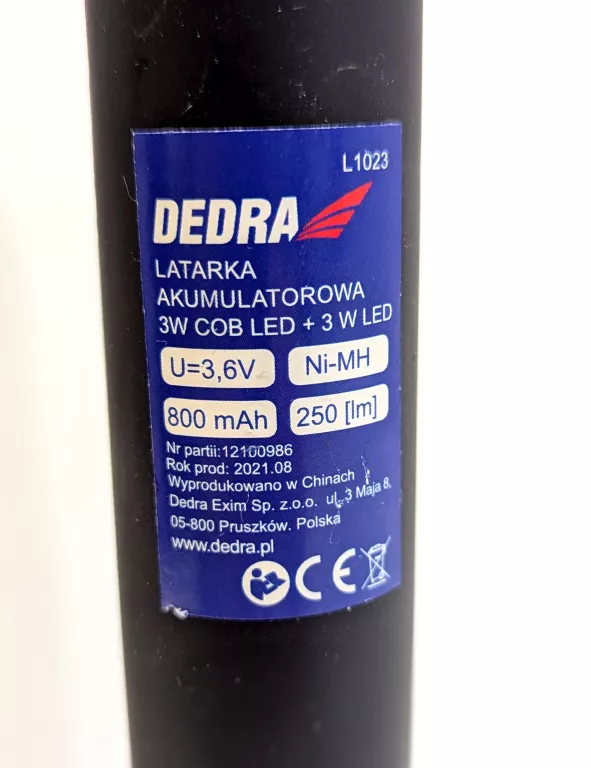 L1023
DEDRA
LATARKA
AKUMULATOROWA
3W COB LED + 3 W LED
U=3,6V Ni-MH
800 mAh 250 [lm]
Nr partii:12100986
Rok prod: 2021.08
Wyprodukowano w Chinach
Dedra Exim Sp. z.o.o. ul. 3 Maja 8,
05-800 Pruszków. Polska
www.dedra.pl
CE